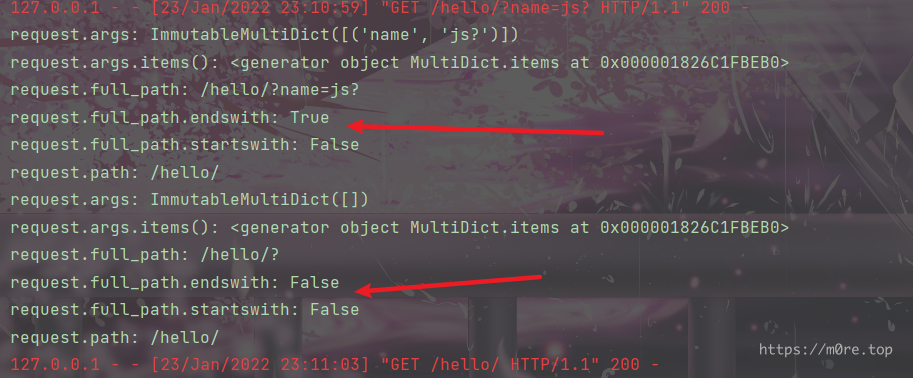 127.0.0.1 - - [23/Jan/2022 23:10:59] "GET /hello/?name=js? HTTP/1.1" 200 -
request.args: ImmutableMultiDict([('name', 'js?')])
request.args.items(): <generator object MultiDict.items at 0x000001826C1FBEB0>
request.full_path: /hello/?name=js?
request.full_path.endswith: True
request.full_path.startswith: False
request.path: /hello/
request.args: ImmutableMultiDict([])
request.args.items(): <generator object MultiDict.items at 0x000001826C1FBEB0>
request.full_path: /hello/?
request.full_path.endswith: False
request.full_path.startswith: False
request.path: /hello/
127.0.0.1 - - [23/Jan/2022 23:11:03] "GET /hello/ HTTP/1.1" 200 -
https://m0re.top